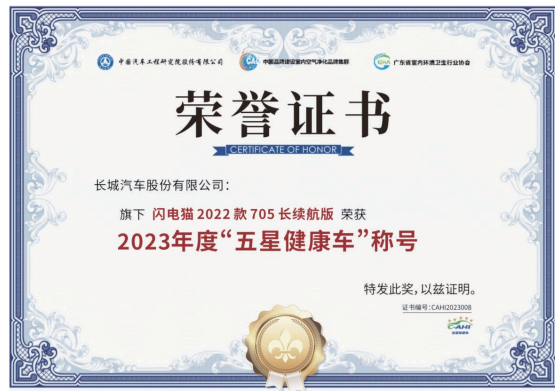 中国汽车工程研究院股份有限公司
CAQ 中国品牌建设室内空气净化品牌集群
广东省室内环境卫生行业协会
荣誉证书
CERTIFICATE OF HONOR
长城汽车股份有限公司:
旗下 闪电猫 2022 款 705 长续航版 荣获
2023年度“五星健康车”称号
特发此奖,以兹证明。
证书编号:CAHI2023008
C-AHI